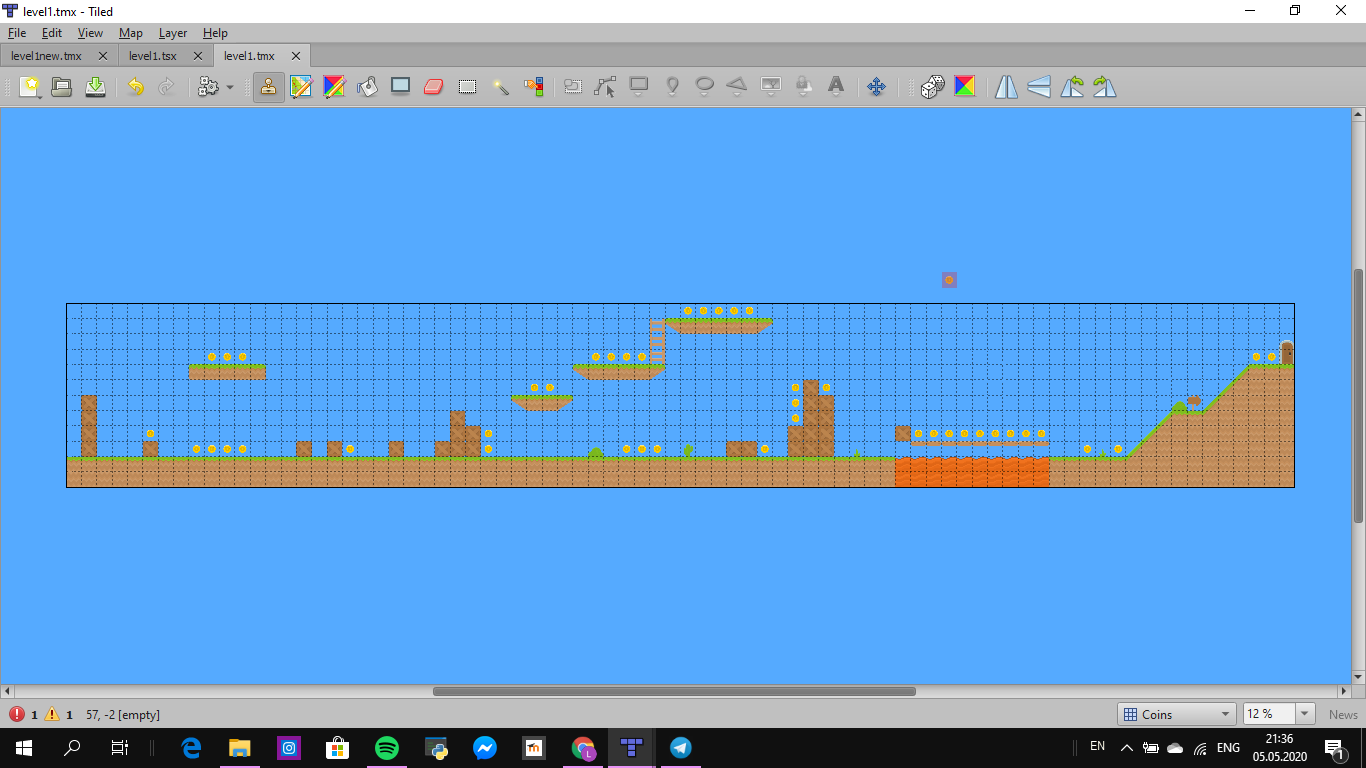 level1.tmx - Tiled
File Edit View Map Layer Help
level1new.tmx level1.tsx level1.tmx
A
1 1 57, -2 [empty] Coins 12 % News
EN ENG 21:36
05.05.2020
1